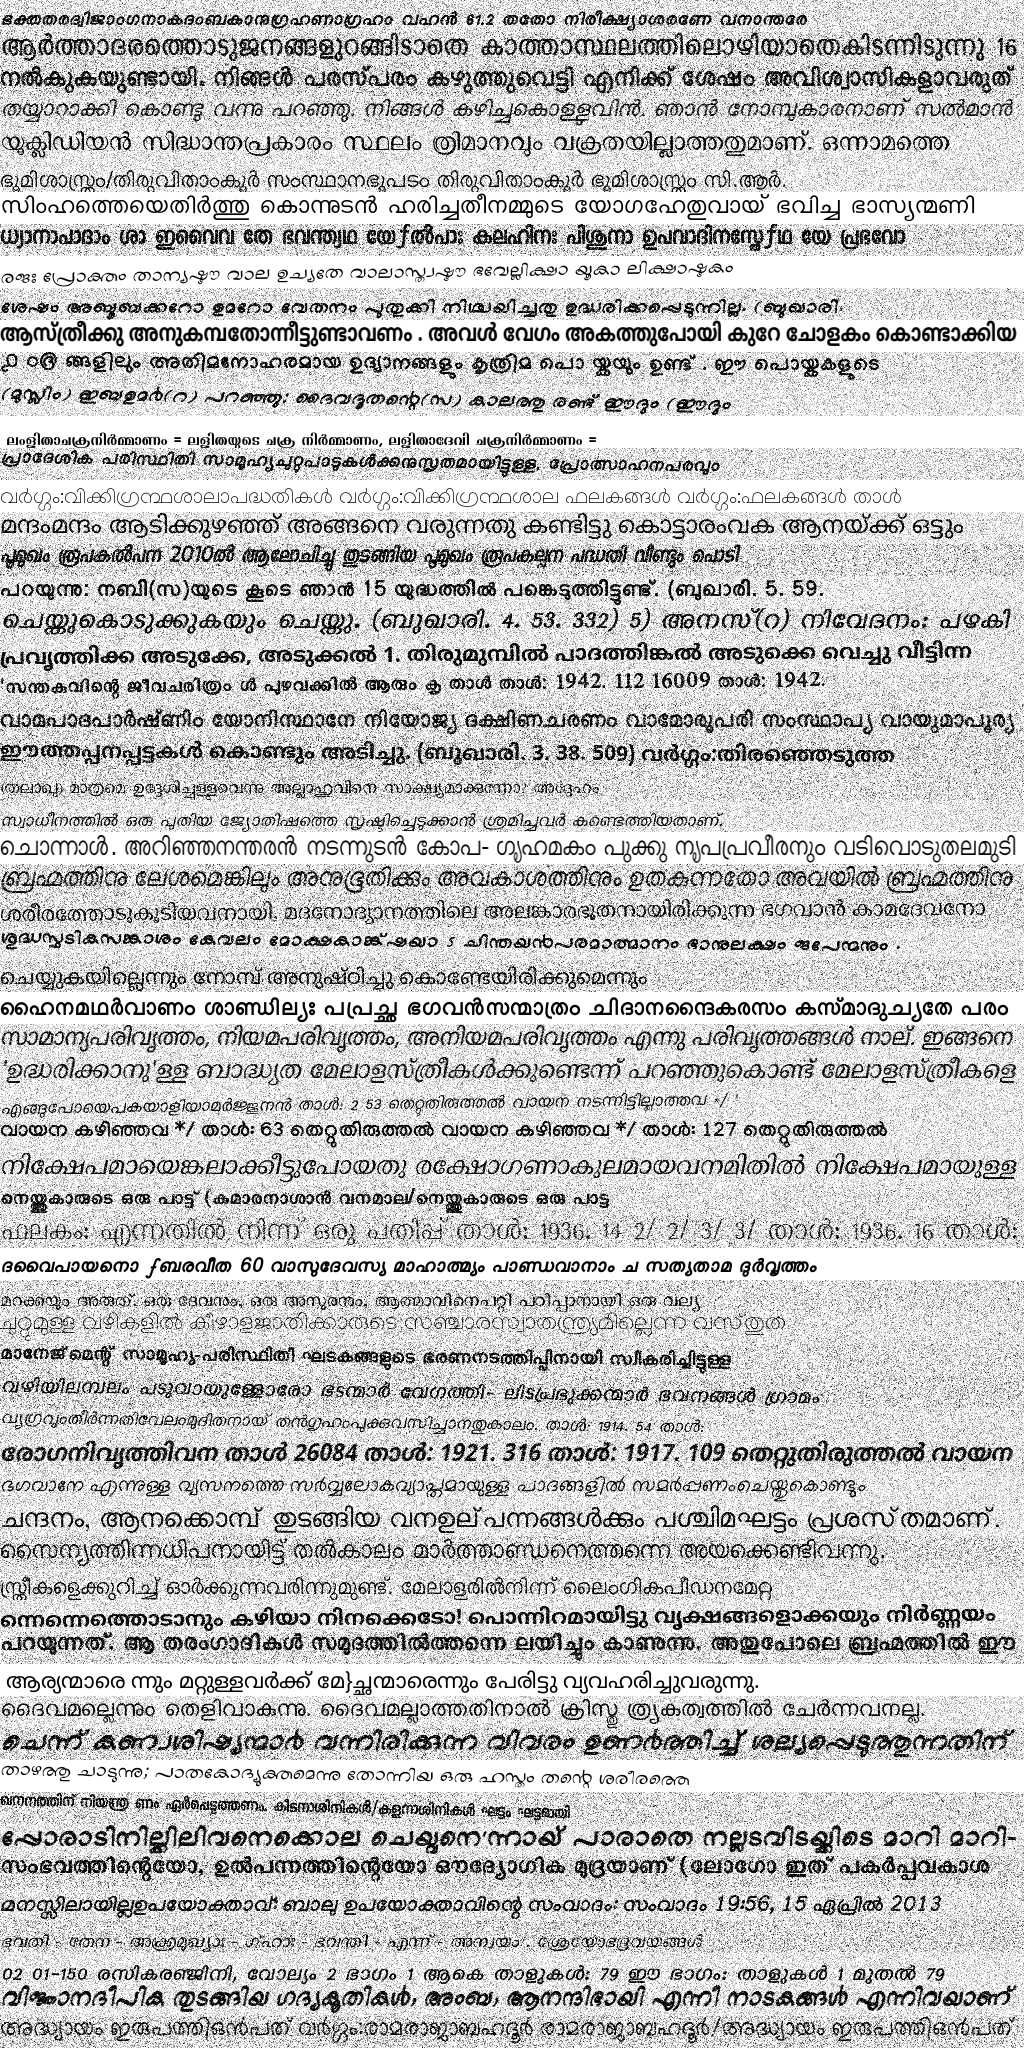 ഭക്തതരദ്വിജാംഗനാകദംബകാനുഗ്രഹണാഗ്രഹം വഹൻ 61.2 തതോ നിരീക്ഷ്യാശരണേ വനാന്തരേ
ആർത്താദരത്തൊടുജനങ്ങളുറങ്ങിടാതെ കാത്താസ്ഥലത്തിലൊഴിയാതെകിടന്നിടുന്നു 16
നൽകുകയുണ്ടായി. നിങ്ങൾ പരസ്പരം കഴുത്തുവെട്ടി എനിക്ക് ശേഷം അവിശ്വാസികളാവരുത്
തയ്യാറാക്കി കൊണ്ടു വന്നു പറഞ്ഞു. നിങ്ങൾ കഴിച്ചുകൊള്ളുവിൻ. ഞാൻ നോമ്പുകാരനാണ് സൽമാൻ
യുക്ലിഡിയൻ സിദ്ധാന്തപ്രകാരം സ്ഥലം ത്രിമാനവും വക്രതയില്ലാത്തതുമാണ്. ഒന്നാമത്തെ
ഭൂമിശാസ്ത്രം/തിരുവിതാംകൂർ സംസ്ഥാനഭൂപടം തിരുവിതാംകൂർ ഭൂമിശാസ്ത്രം സി.ആർ.
സിംഹത്തെയെതിർത്തു കൊന്നുടൻ ഹരിച്ചതീനമ്മുടെ യോഗഹേതുവായ് ഭവിച്ച ഭാസ്യന്മണി
ധ്യാനാപാദാം ശാ ഇവൈവ തേ ഭവന്ത്യഥ യേƒൽപാഃ കലഹിനഃ പിശുനാ ഉപവാദിനസ്തേƒഥ യേ പ്രഭവോ
രജഃ പ്രോക്തം താന്യഷ്ടൗ വാല ഉച്യതേ വാലാസ്ത്വഷ്ടൗ ഭവേല്ലിക്ഷാ യൂകാ ലിക്ഷാഷ്ടകം
ശേഷം അബൂബക്കറോ ഉമറോ വേതനം പുതുക്കി നിശ്ചയിച്ചതു ഉദ്ധരിക്കപ്പെടുന്നില്ല. (ബുഖാരി.
ആസ്ത്രീക്കു അനുകമ്പതോന്നീട്ടുണ്ടാവണം . അവൾ വേഗം അകത്തുപോയി കുറേ ചോളകം കൊണ്ടാക്കിയ
ങ്ങളിലും അതിമനോഹരമായ ഉദ്യാനങ്ങളും കൃത്രിമ പൊ യ്കയും ഉണ്ട് . ഈ പൊയ്കകളുടെ
(മുസ്ലിം) ഇബ്ഉമർ(റ) പറഞ്ഞു: ദൈവദൂതന്റെ(സ) കാലത്തു രണ്ട് ഈദും (ഈദും
ലംളിതാചക്രനിർമ്മാണം = ലളിതയുടെ ചക്ര നിർമ്മാണം, ലളിതാദേവി ചക്രനിർമ്മാണം =
പ്രാദേശിക പരിസ്ഥിതി സാമൂഹ്യചുറ്റുപാടുകൾക്കനുസൃതമായിട്ടുള്ള, പ്രോത്സാഹനപരവും
വർഗ്ഗം:വിക്കിഗ്രന്ഥശാലാപദ്ധതികൾ വർഗ്ഗം:വിക്കിഗ്രന്ഥശാല ഫലകങ്ങൾ വർഗ്ഗം:ഫലകങ്ങൾ താൾ
മന്ദംമന്ദം ആടിക്കുഴഞ്ഞ് അങ്ങനെ വരുന്നതു കണ്ടിട്ടു കൊട്ടാരംവക ആനയ്ക്ക് ഒട്ടും
പൂമുഖം രൂപകൽപന 2010ൽ ആലോചിച്ചു തുടങ്ങിയ പൂമുഖം രൂപകല്പന പദ്ധതി വീണ്ടും പൊടി
പറയുന്നു: നബി(സ)യുടെ കൂടെ ഞാൻ 15 യുദ്ധത്തിൽ പങ്കെടുത്തിട്ടുണ്ട്. (ബുഖാരി. 5. 59.
ചെയ്തുകൊടുക്കുകയും ചെയ്തു. (ബുഖാരി. 4. 53. 332) 5) അനസ്(റ) നിവേദനം: പഴകി
പ്രവൃത്തിക്ക അടുക്കേ, അടുക്കൽ 1. തിരുമുമ്പിൽ പാദത്തിങ്കൽ അടുക്കെ വെച്ചു വീട്ടിന്ന
'സന്തകവിന്റെ ജീവചരിത്രം ൾ പുഴവക്കിൽ ആരും കൃ താൾ താൾ: 1942. 112 16009 താൾ: 1942.
വാമപാദപാർഷ്ണിം യോനിസ്ഥാനേ നിയോജ്യ ദക്ഷിണചരണം വാമോരൂപരി സംസ്ഥാപ്യ വായുമാപൂര്യ
ഈത്തപ്പനപ്പട്ടകൾ കൊണ്ടും അടിച്ചു. (ബുഖാരി. 3. 38. 509) വർഗ്ഗം:തിരഞ്ഞെടുത്ത
(തലാഖ്) മാത്രമെ ഉദ്ദേശിച്ചുള്ളുവെന്നു അല്ലാഹുവിനെ സാക്ഷ്യമാക്കുന്നോ? അദ്ദേഹം
സ്വാധീനത്തിൽ ഒരു പുതിയ ജ്യോതിഷത്തെ സൃഷ്ടിച്ചെടുക്കാൻ ശ്രമിച്ചവർ കണ്ടെത്തിയതാണ്.
ചൊന്നാൾ. അറിഞ്ഞനന്തരൻ നടന്നുടൻ കോപ- ഗൃഹമകം പുക്കു നൃപപ്രവീരനും വടിവൊടുതലമുടി
ബ്രഹ്മത്തിനു ലേശമെങ്കിലും അനുഭൂതിക്കും അവകാശത്തിനും ഉതകുന്നതോ അവയിൽ ബ്രഹ്മത്തിനു
ശരീരത്തോടുകൂടിയവനായി. മദനോദ്യാനത്തിലെ അലങ്കാരഭൂതനായിരിക്കുന്ന ഭഗവാൻ കാമദേവനോ
ശുദ്ധസ്ഫടികസങ്കാശം കേവലം മോക്ഷകാങ്ക്ഷയാ ട ചിന്തയൻപരമാത്മാനം ഭാനുലക്ഷം ജപേന്മനും .
ചെയ്യുകയില്ലെന്നും നോമ്പ് അനുഷ്ഠിച്ചു കൊണ്ടേയിരിക്കുമെന്നും
ഹൈനമഥർവാണം ശാണ്ഡില്യഃ പപ്രച്ഛ ഭഗവൻസന്മാത്രം ചിദാനന്ദൈകരസം കസ്മാദുച്യതേ പരം
സാമാന്യപരിവൃത്തം, നിയമപരിവൃത്തം, അനിയമപരിവൃത്തം എന്നു പരിവൃത്തങ്ങൾ നാല്. ഇങ്ങനെ
'ഉദ്ധരിക്കാനു'ള്ള ബാദ്ധ്യത മേലാളസ്ത്രീകൾക്കുണ്ടെന്ന് പറഞ്ഞുകൊണ്ട് മേലാളസ്ത്രീകളെ
എങ്ങുപോയെപകയാളിയാമർജ്ജുനൻ താൾ: 2 53 തെറ്റുതിരുത്തൽ വായന നടന്നിട്ടില്ലാത്തവ */ '
വായന കഴിഞ്ഞവ */ താൾ: 63 തെറ്റുതിരുത്തൽ വായന കഴിഞ്ഞവ */ താൾ: 127 തെറ്റുതിരുത്തൽ
നിക്ഷേപമായെങ്കലാക്കീട്ടുപോയതു രക്ഷോഗണാകുലമായവനമിതിൽ നിക്ഷേപമായുള്ള
നെയ്ത്തുകാരുടെ ഒരു പാട്ട് (കുമാരനാശാൻ വനമാല/നെയ്ത്തുകാരുടെ ഒരു പാട്ടു
ഫലകം: എന്നതിൽ നിന്ന് ഒരു പതിപ്പ് താൾ: 1936. 14 2/ 2/ 3/ 3/ താൾ: 1936. 16 താൾ:
ദവൈപായനൊ ƒബരവീത 60 വാസുദേവസ്യ മാഹാത്മ്യം പാണ്ഡവാനാം ച സത്യതാമ ദുർവൃത്തം
മറക്കയും അരുത്. ഒരു ദേവനും, ഒരു അസുരനും, ആത്മാവിനെപറ്റി പഠിപ്പാനായി ഒരു വല്യ
ചുറ്റുമുള്ള വഴികളിൽ കീഴാളജാതിക്കാരുടെ സഞ്ചാരസ്വാതന്ത്ര്യമില്ലെന്ന വസ്തുത
മാനേജ്മെന്റ് സാമൂഹ്യ-പരിസ്ഥിതി ഘടകങ്ങളുടെ ഭരണനടത്തിപ്പിനായി സ്വീകരിച്ചിട്ടുള്ള
വഴിയിലമ്പലം പടുവായുള്ളോരോ ഭടന്മാർ വേഗത്തി- ലിടപ്രഭുക്കന്മാർ ഭവനങ്ങൾ ഗ്രാമം
വ്യഗ്രവുംതീർന്നതിവേലംമുദിതനായ് തൻഗൃഹംപുക്കുവസിച്ചാനതുകാലം. താൾ: 1914. 54 താൾ:
രോഗനിവൃത്തിവന താൾ 26084 താൾ: 1921. 316 താൾ: 1917. 109 തെറ്റുതിരുത്തൽ വായന
ഭഗവാനേ എന്നുള്ള വ്യസനത്തെ സർവ്വലോകവ്യാപ്തമായുള്ള പാദങ്ങളിൽ സമർപ്പണംചെയ്തുകൊണ്ടും
ചന്ദനം, ആനക്കൊമ്പ് തുടങ്ങിയ വനഉല്പന്നങ്ങൾക്കും പശ്ചിമഘട്ടം പ്രശസ്തമാണ്.
സൈന്യത്തിന്നധിപനായിട്ട് തൽകാലം മാർത്താണ്ഡനെത്തന്നെ അയക്കെണ്ടിവന്നു.
സ്ത്രീകളെക്കുറിച്ച് ഓർക്കൂന്നവരിന്നുമുണ്ട്. മേലാളരിൽനിന്ന് ലൈംഗികപീഡനമേറ്റ
ന്നെന്നെത്തൊടാനും കഴിയാ നിനക്കെടോ! പൊന്നിറമായിട്ടു വൃക്ഷങ്ങളൊക്കയും നിർണ്ണയം
പറയുന്നത്. ആ തരംഗാദികൾ സമുദത്തിൽത്തന്നെ ലയിച്ചും കാണുന്നു. അതുപോലെ ബ്രഹ്മത്തിൽ ഈ
ആര്യന്മാരെ ന്നും മറ്റുള്ളവർക്ക് മേ}ച്ഛന്മാരെന്നും പേരിട്ടു വ്യവഹരിച്ചുവരുന്നു.
ദൈവമല്ലെന്നും തെളിവാകുന്നു. ദൈവമല്ലാത്തതിനാൽ ക്രിസ്തു ത്ര്യകത്വത്തിൽ ചേർന്നവനല്ല.
ചെന്ന് കണ്വശിഷ്യന്മാർ വന്നിരിക്കുന്ന വിവരം ഉണർത്തിച്ച് ശല്യപ്പെടുത്തുന്നതിന്
താഴത്തു ചാടുന്നു; പാതകോദ്യുക്തമെന്നു തോന്നിയ ഒരു ഹസ്തം തന്റെ ശരീരത്തെ
ഖനനത്തിന് നിയന്ത്ര ണം ഏർപ്പെടുത്തണം. കീടനാശിനികൾ/കളനാശിനികൾ ഘട്ടം ഘട്ടമായി
പ്പോരാടിനില്ക്കിലിവനെക്കൊല ചെയ്വനെ'ന്നായ് പാരാതെ നല്ലടവിടയ്ക്കിടെ മാറി മാറി-
സംഭവത്തിന്റെയോ, ഉൽപന്നത്തിന്റെയോ ഔദ്യോഗിക മുദ്രയാണ് (ലോഗോ ഇത് പകർപ്പവകാശ
മനസ്സിലായില്ലഉപയോക്താവ്: ബാലു ഉപയോക്താവിന്റെ സംവാദം: സംവാദം 19:56, 15 ഏപ്രിൽ 2013
ഭവതി - തേന - അക്രമുഖ്യാഃ - ഗ്രഹാഃ - ഭവന്തി - എന്ന് - അന്വയം . ശ്രേയോഭദ്രവയങ്ങൾ
02 01-150 രസികരഞ്ജിനി, വോല്യം 2 ഭാഗം 1 ആകെ താളുകൾ: 79 ഈ ഭാഗം: താളുകൾ 1 മുതൽ 79
വിജ്ഞാനദീപിക തുടങ്ങിയ ഗദ്യകൃതികൾ, അംബ, ആനന്ദിഭായി എന്നി നാടകങ്ങൾ എന്നിവയാണ്
അദ്ധ്യായം ഇരുപത്തിഒൻപത് വർഗ്ഗം:രാമരാജാബഹദൂർ രാമരാജാബഹദൂർ/അദ്ധ്യായം ഇരുപത്തിഒൻപത്